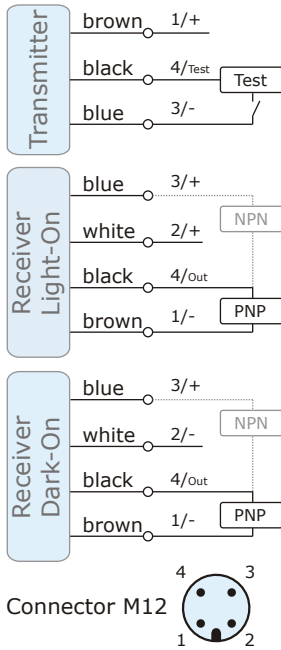 Transmitter
brown 1/+
black 4/Test Test
blue 3/-
Receiver
Light-On
blue 3/+
NPN
white 2/+
black 4/Out
PNP
brown 1/-
Receiver
Dark-On
blue 3/+
NPN
white 2/-
black 4/Out
PNP
brown 1/-
4 3
Connector M12
1 2